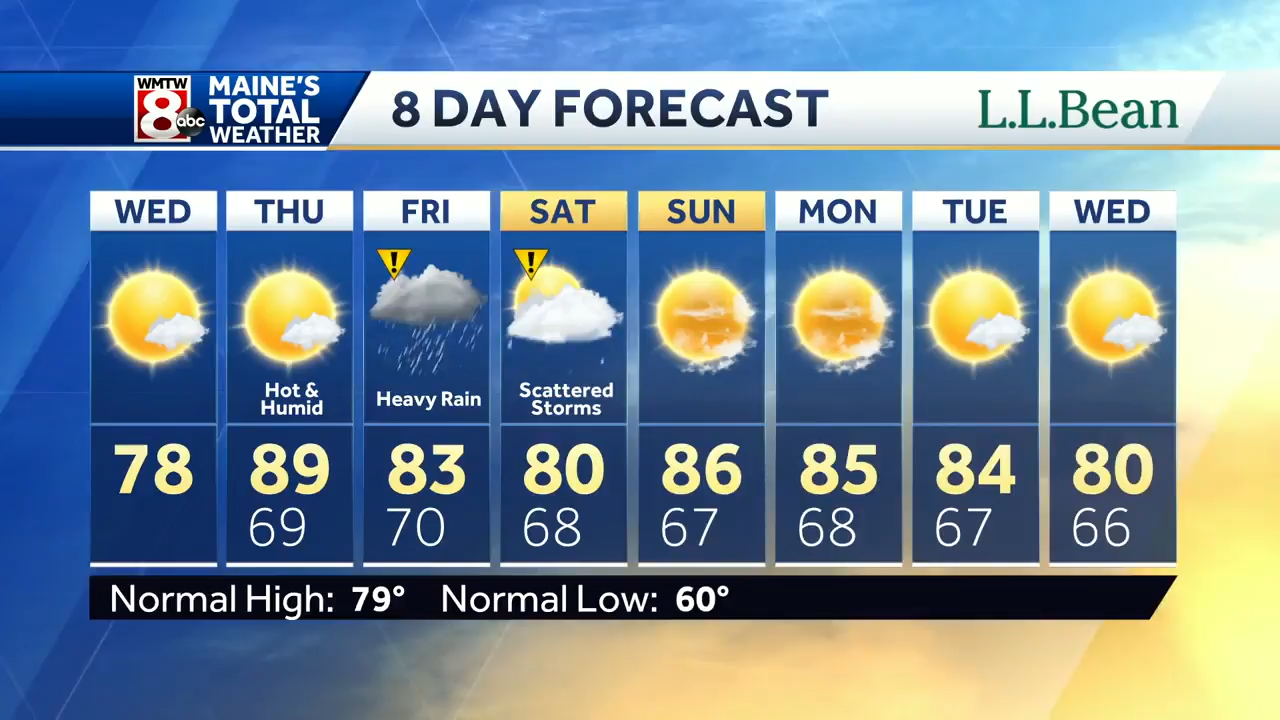 WMTW
8
abc
MAINE'S
TOTAL
WEATHER
8 DAY FORECAST
L.L.Bean
WED
THU
FRI
SAT
SUN
MON
TUE
WED
!
!
Hot &
Humid
Heavy Rain
Scattered
Storms
78
89
83
80
86
85
84
80
69
70
68
67
68
67
66
Normal High: 79° Normal Low: 60°